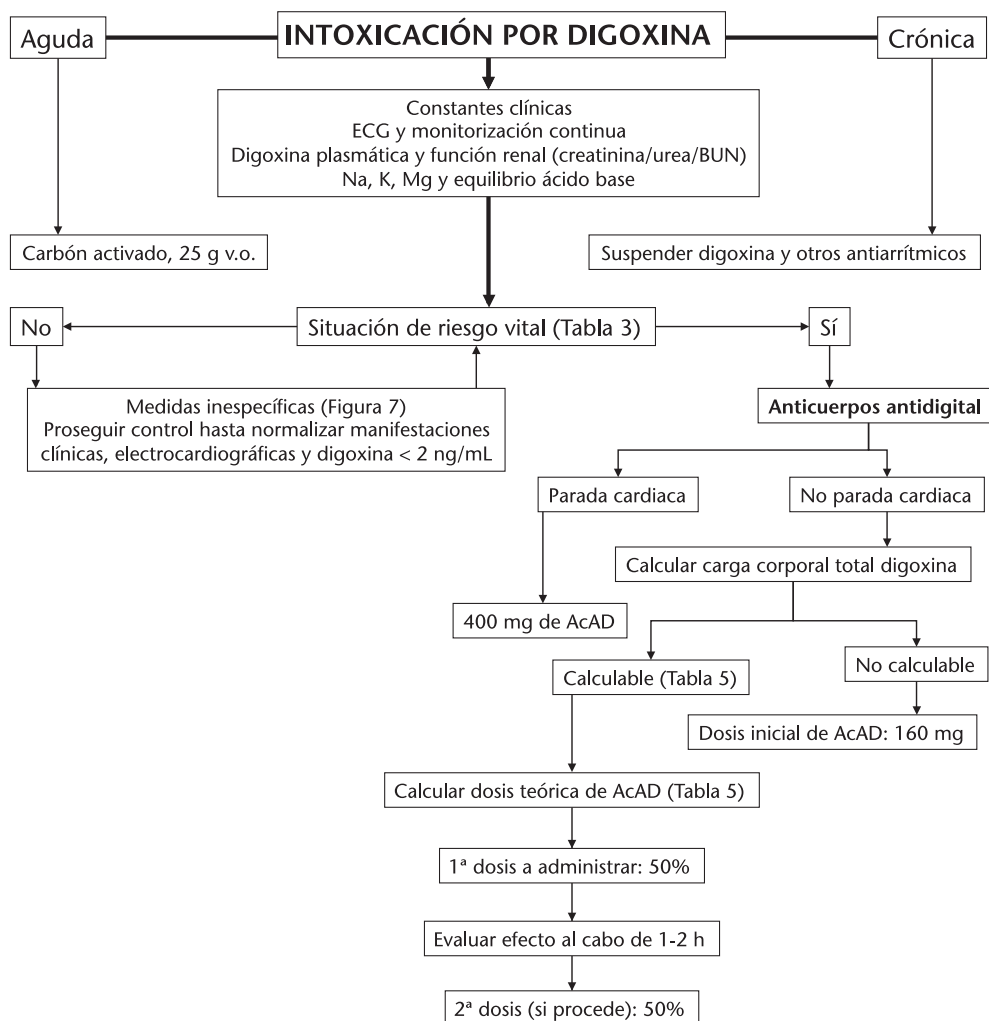 Aguda
INTOXICACIÓN POR DIGOXINA
Crónica
Constantes clínicas
ECG y monitorización continua
Digoxina plasmática y función renal (creatinina/urea/BUN)
Na, K, Mg y equilibrio ácido base
Carbón activado, 25 g v.o.
Suspender digoxina y otros antiarrítmicos
No
Situación de riesgo vital (Tabla 3)
Sí
Medidas inespecíficas (Figura 7)
Proseguir control hasta normalizar manifestaciones
clínicas, electrocardiográficas y digoxina < 2 ng/mL
Anticuerpos antidigital
Parada cardiaca
No parada cardiaca
Calcular carga corporal total digoxina
400 mg de AcAD
Calculable (Tabla 5)
No calculable
Dosis inicial de AcAD: 160 mg
Calcular dosis teórica de AcAD (Tabla 5)
1ª dosis a administrar: 50%
Evaluar efecto al cabo de 1-2 h
2ª dosis (si procede): 50%